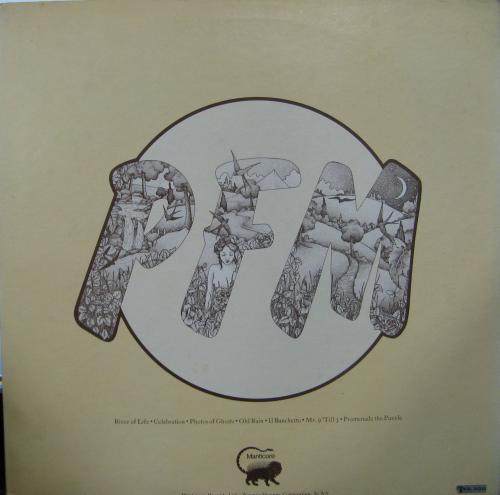 PFM
River of Life • Celebration • Photos of Ghosts • Old Rain • Il Banchetto • Mr. 9 'Till 5 • Promenade the Puzzle
Manticore